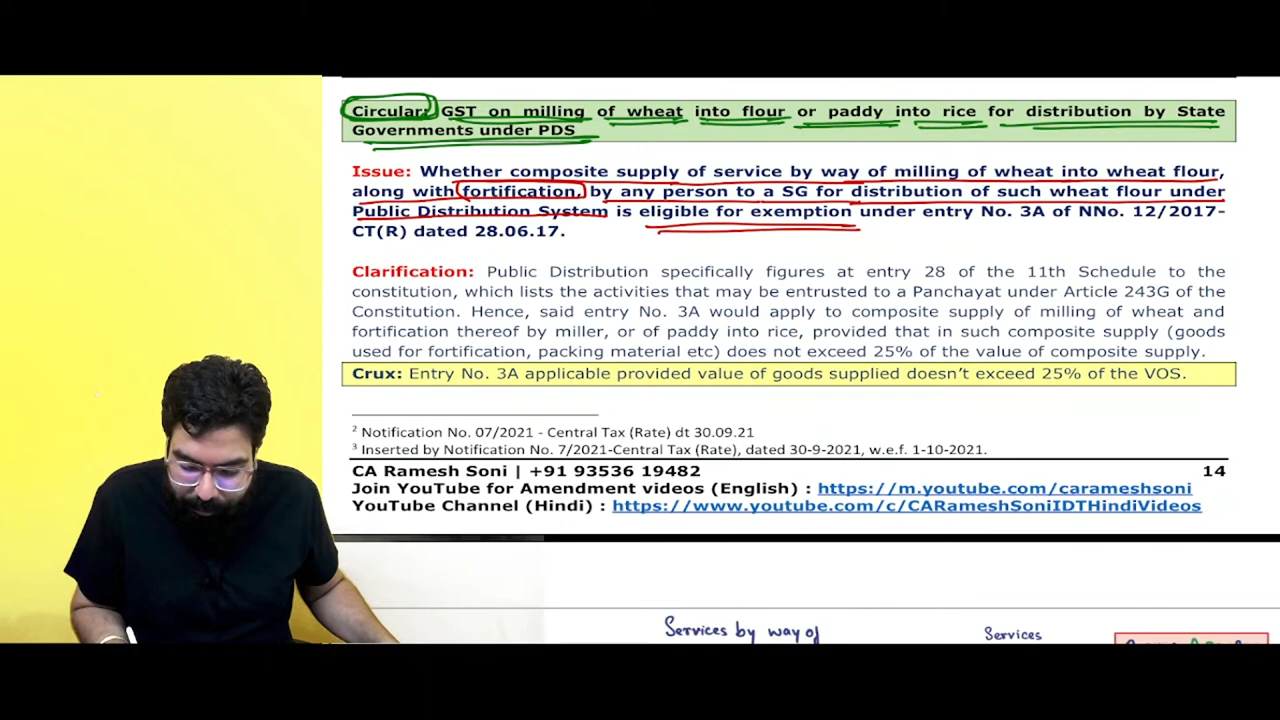 Circular: GST on milling of wheat into flour or paddy into rice for distribution by State
Governments under PDS
Issue: Whether composite supply of service by way of milling of wheat into wheat flour,
along with fortification, by any person to a SG for distribution of such wheat flour under
Public Distribution System is eligible for exemption under entry No. 3A of NNo. 12/2017-
CT(R) dated 28.06.17.
Clarification: Public Distribution specifically figures at entry 28 of the 11th Schedule to the
constitution, which lists the activities that may be entrusted to a Panchayat under Article 243G of the
Constitution. Hence, said entry No. 3A would apply to composite supply of milling of wheat and
fortification thereof by miller, or of paddy into rice, provided that in such composite supply (goods
used for fortification, packing material etc) does not exceed 25% of the value of composite supply.
Crux: Entry No. 3A applicable provided value of goods supplied doesn't exceed 25% of the VOS.
2 Notification No. 07/2021 - Central Tax (Rate) dt 30.09.21
3 Inserted by Notification No. 7/2021-Central Tax (Rate), dated 30-9-2021, w.e.f. 1-10-2021.
CA Ramesh Soni | +91 93536 19482 14
Join YouTube for Amendment videos (English) : https://m.youtube.com/carameshsoni
YouTube Channel (Hindi) : https://www.youtube.com/c/CARameshSoniIDTHindiVideos
Services by way of Services